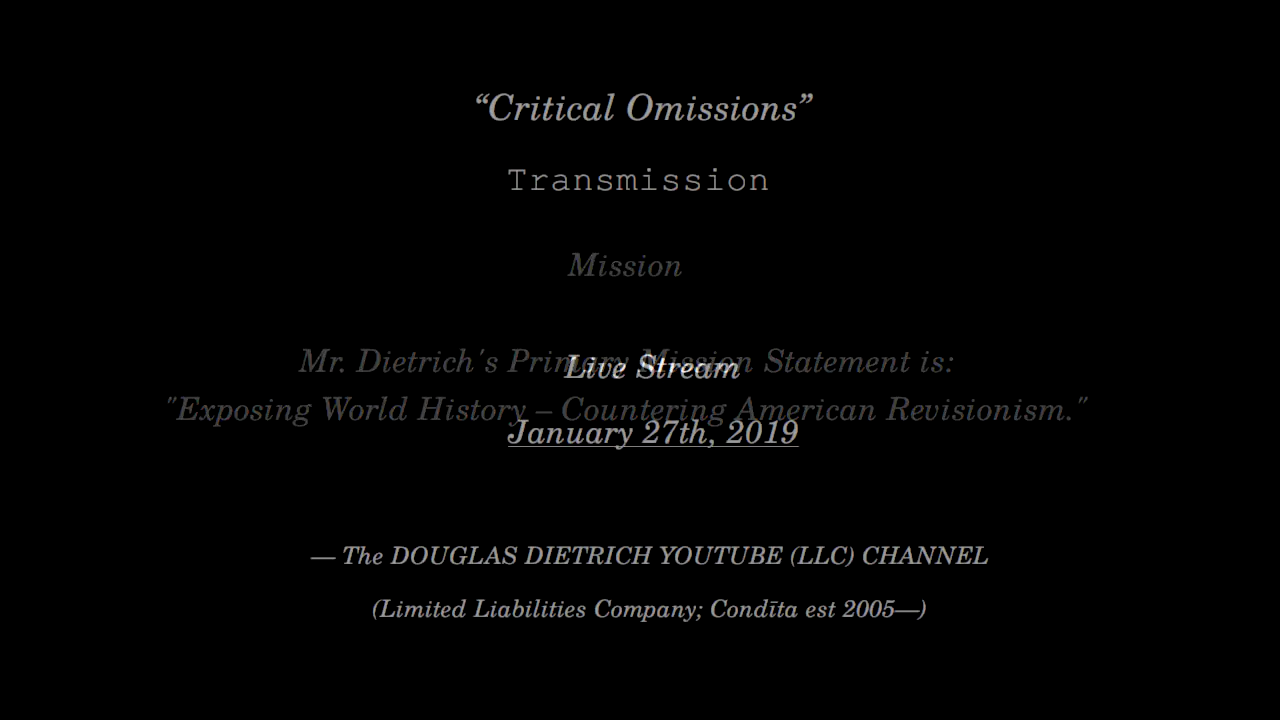 “Critical Omissions”
Transmission
Mission
Mr. Dietrich's Primary Mission Statement is:
Live Stream
"Exposing World History – Countering American Revisionism."
January 27th, 2019
— The DOUGLAS DIETRICH YOUTUBE (LLC) CHANNEL
(Limited Liabilities Company; Condīta est 2005—)